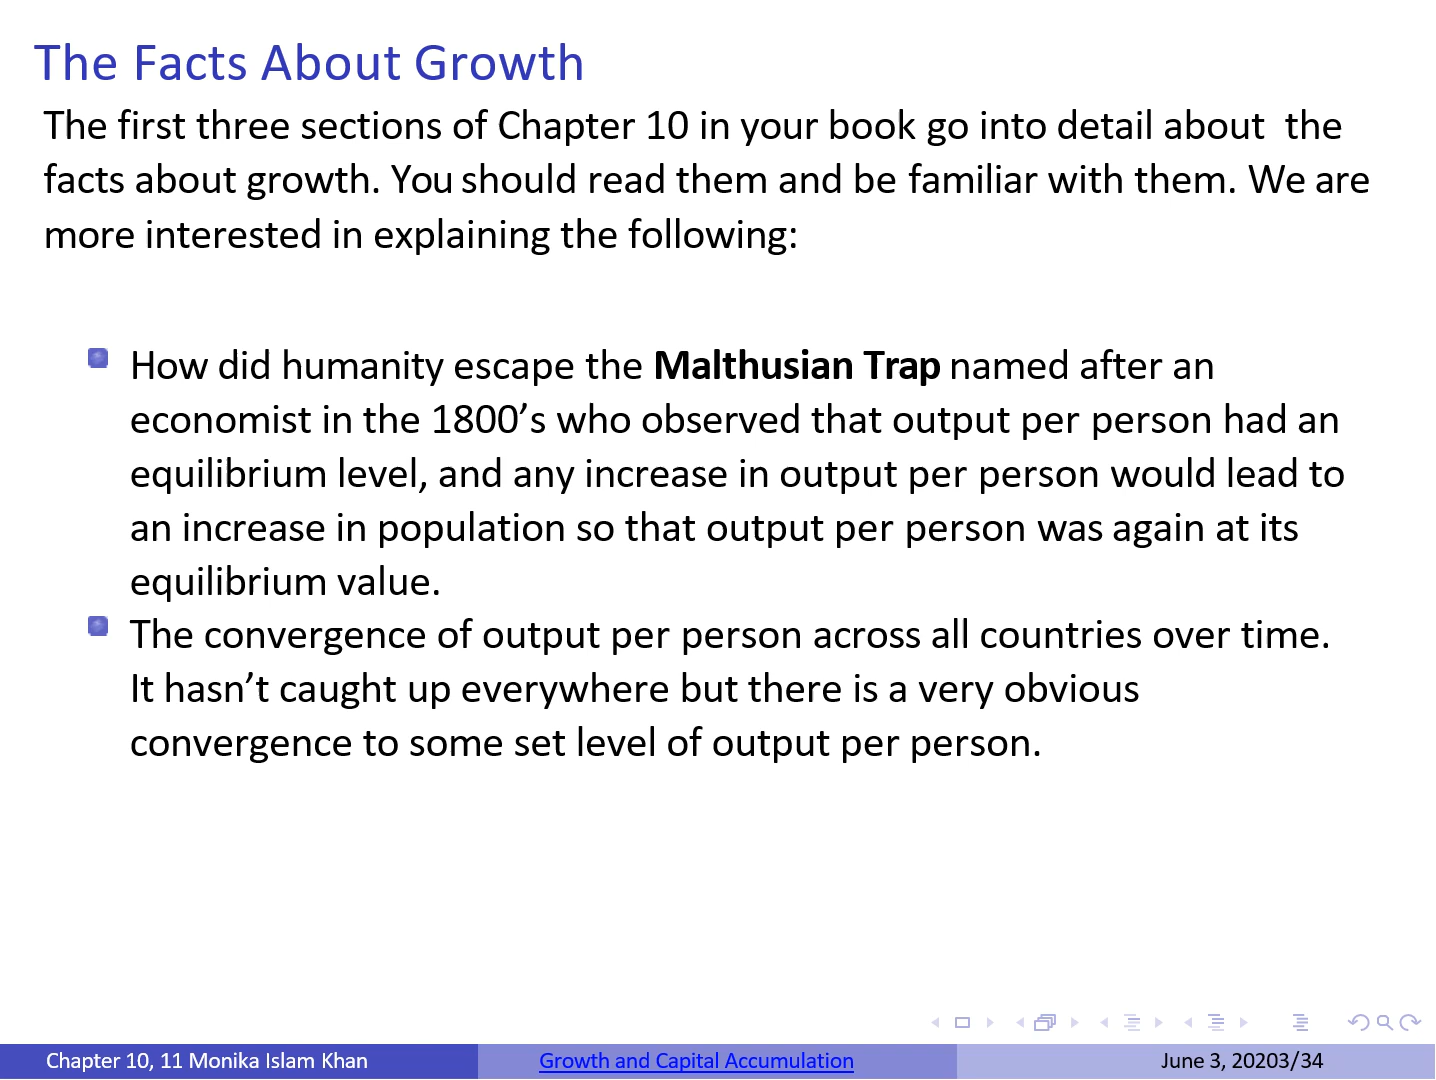 The Facts About Growth
The first three sections of Chapter 10 in your book go into detail about the
facts about growth. You should read them and be familiar with them. We are
more interested in explaining the following:
How did humanity escape the Malthusian Trap named after an
economist in the 1800’s who observed that output per person had an
equilibrium level, and any increase in output per person would lead to
an increase in population so that output per person was again at its
equilibrium value.
The convergence of output per person across all countries over time.
It hasn’t caught up everywhere but there is a very obvious
convergence to some set level of output per person.
Chapter 10, 11 Monika Islam Khan
Growth and Capital Accumulation
June 3, 20203/34